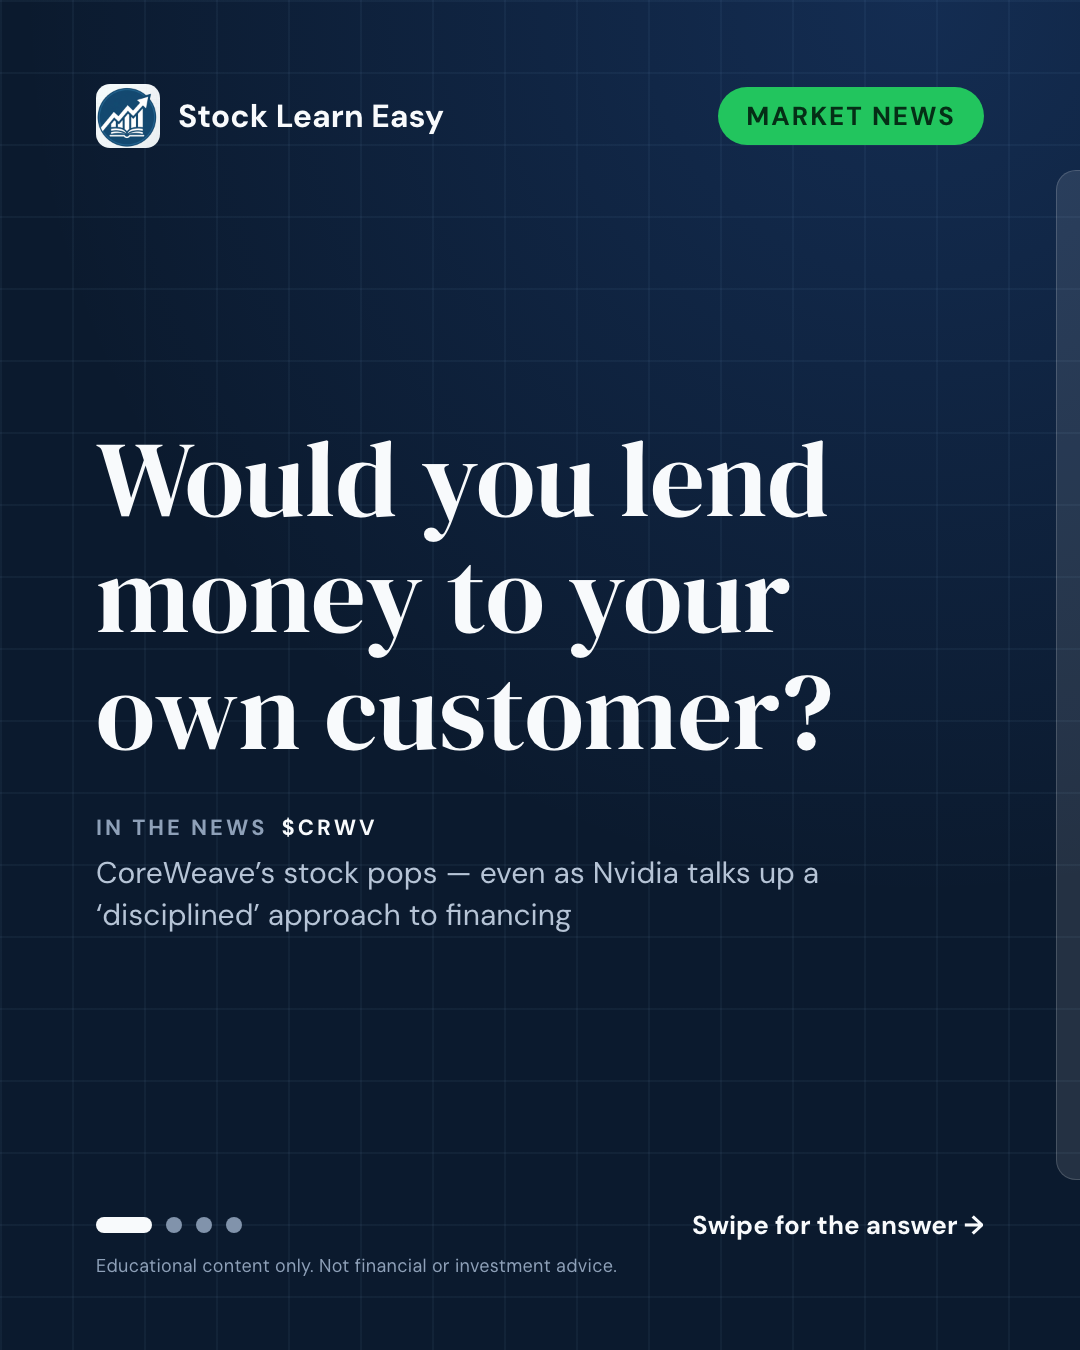 Stock Learn Easy
MARKET NEWS
Would you lend
money to your
own customer?
IN THE NEWS $CRWV
CoreWeave’s stock pops — even as Nvidia talks up a
‘disciplined’ approach to financing
Swipe for the answer →
Educational content only. Not financial or investment advice.